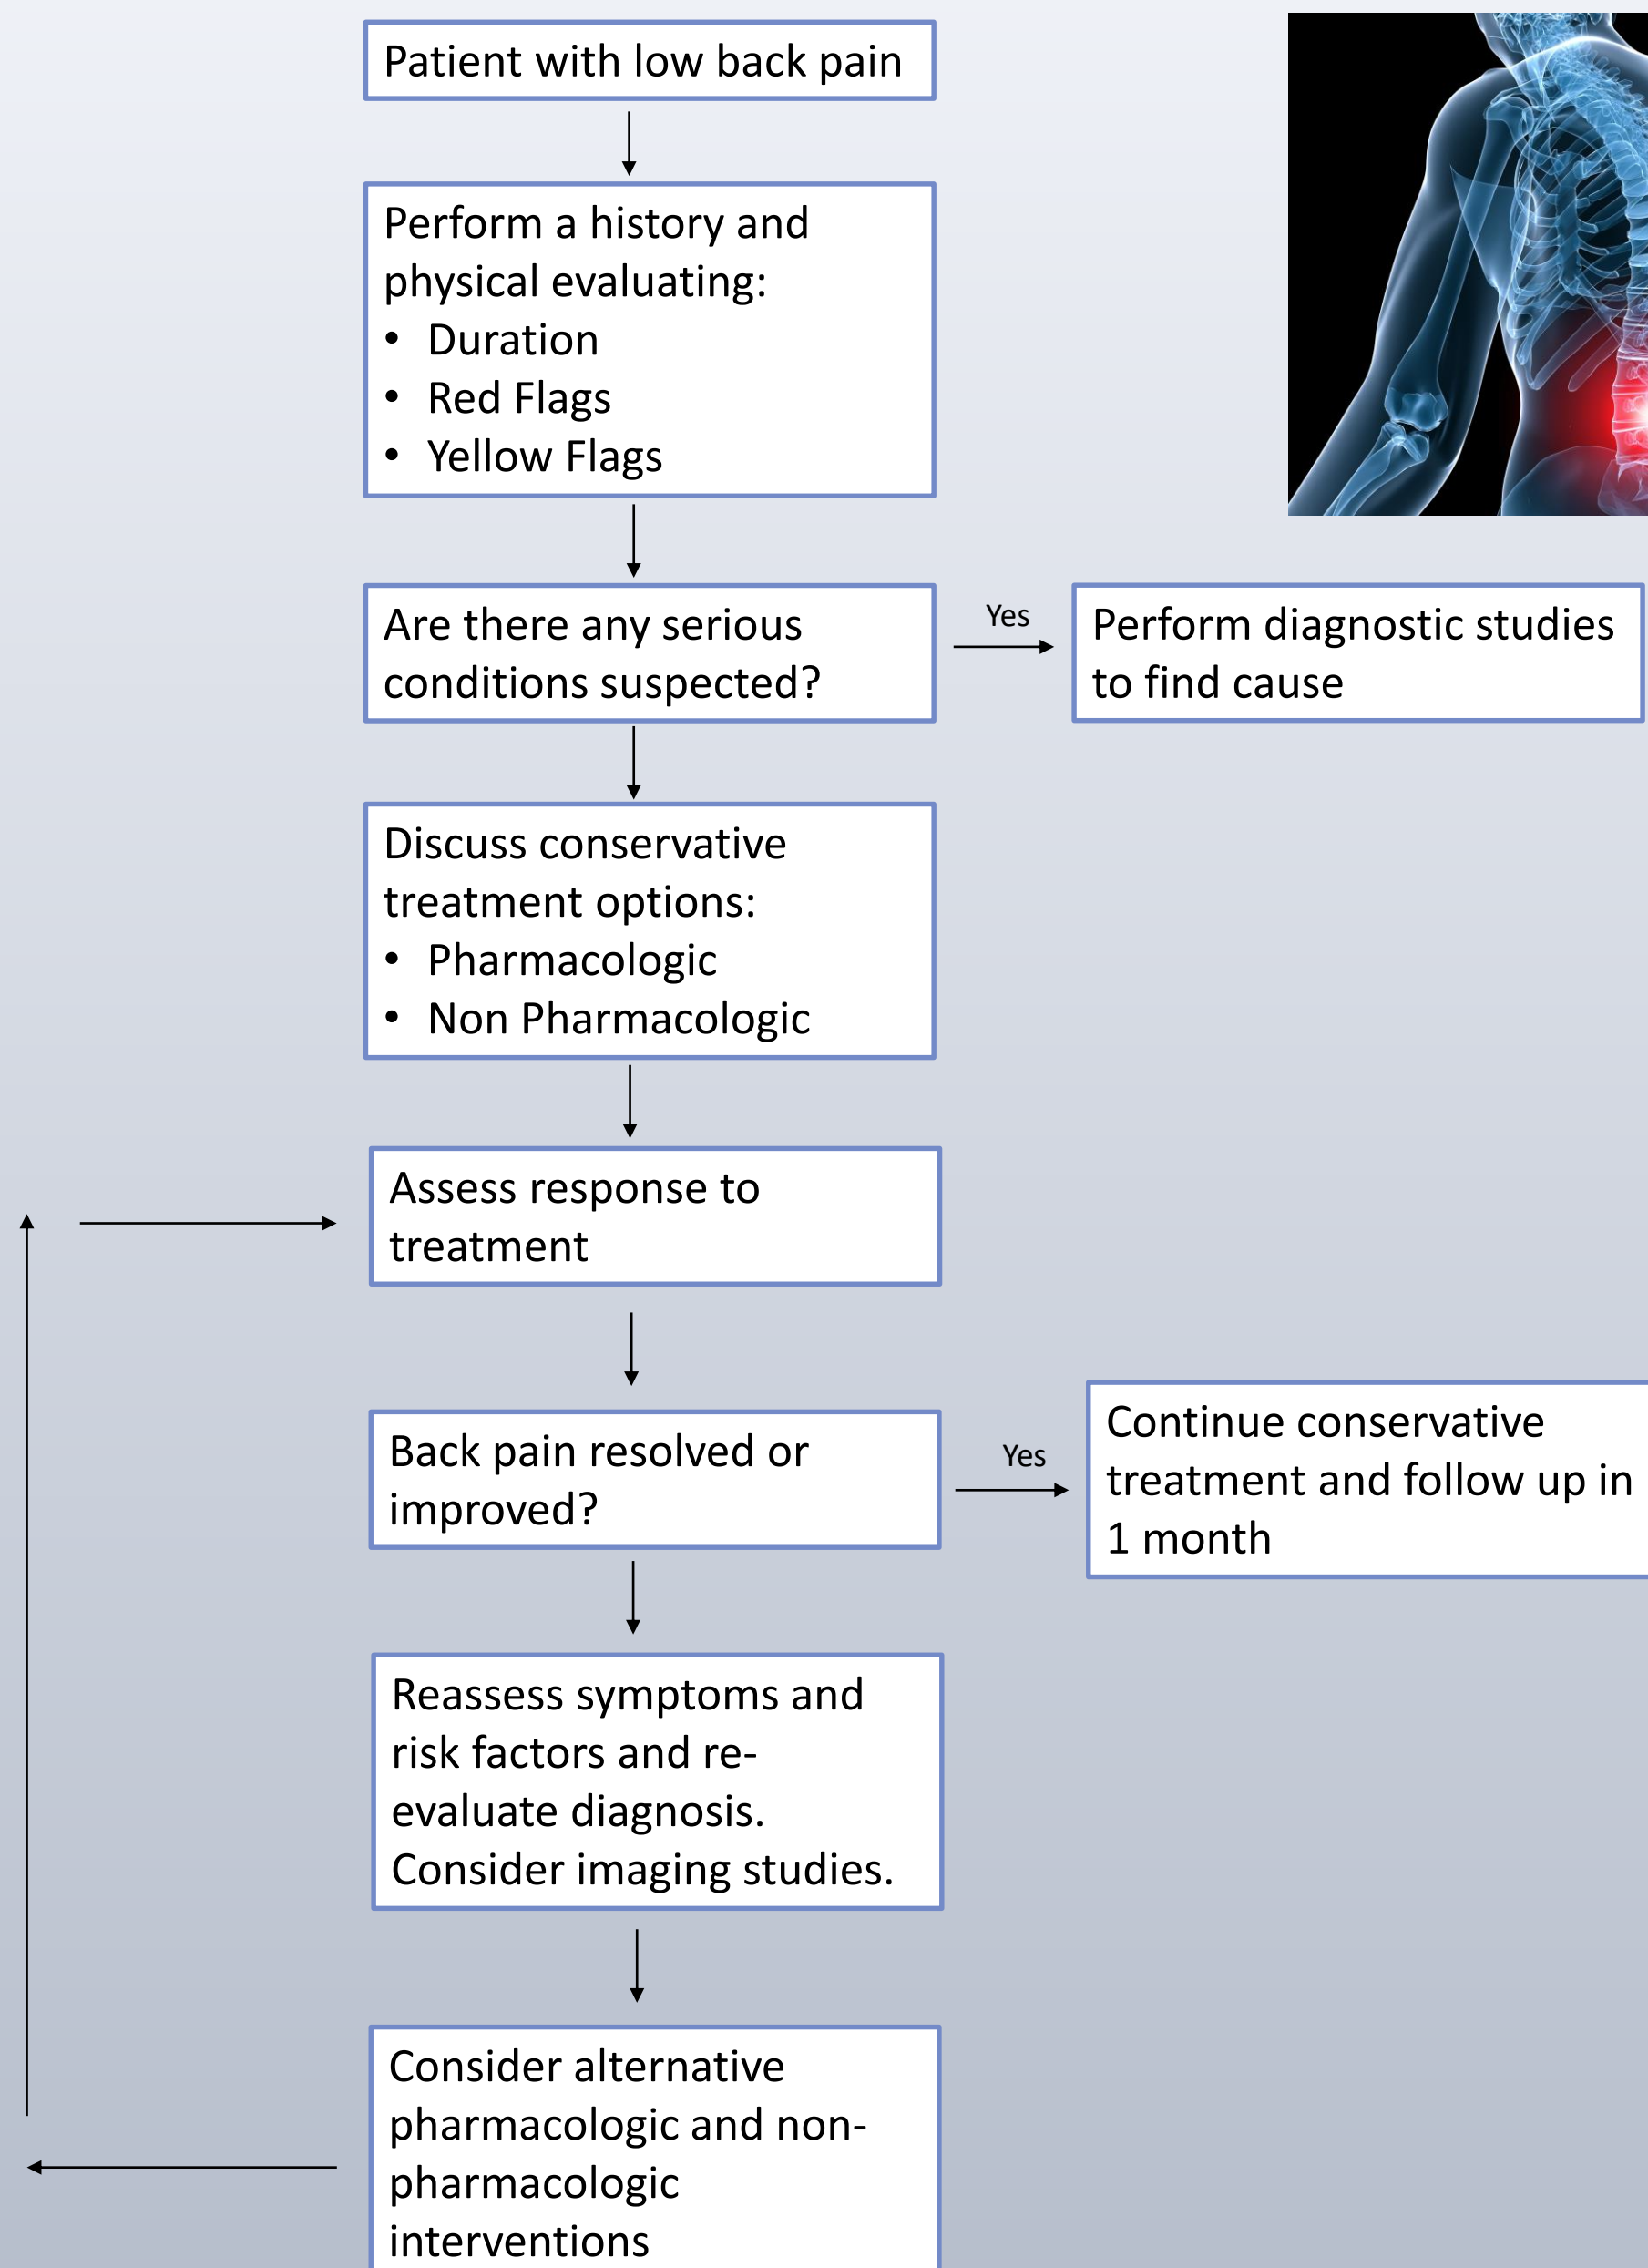 Patient with low back pain
Perform a history and
physical evaluating:
• Duration
• Red Flags
• Yellow Flags
Are there any serious
conditions suspected?
Yes
Perform diagnostic studies
to find cause
Discuss conservative
treatment options:
• Pharmacologic
• Non Pharmacologic
Assess response to
treatment
Back pain resolved or
improved?
Yes
Continue conservative
treatment and follow up in
1 month
Reassess symptoms and
risk factors and re-
evaluate diagnosis.
Consider imaging studies.
Consider alternative
pharmacologic and non-
pharmacologic
interventions